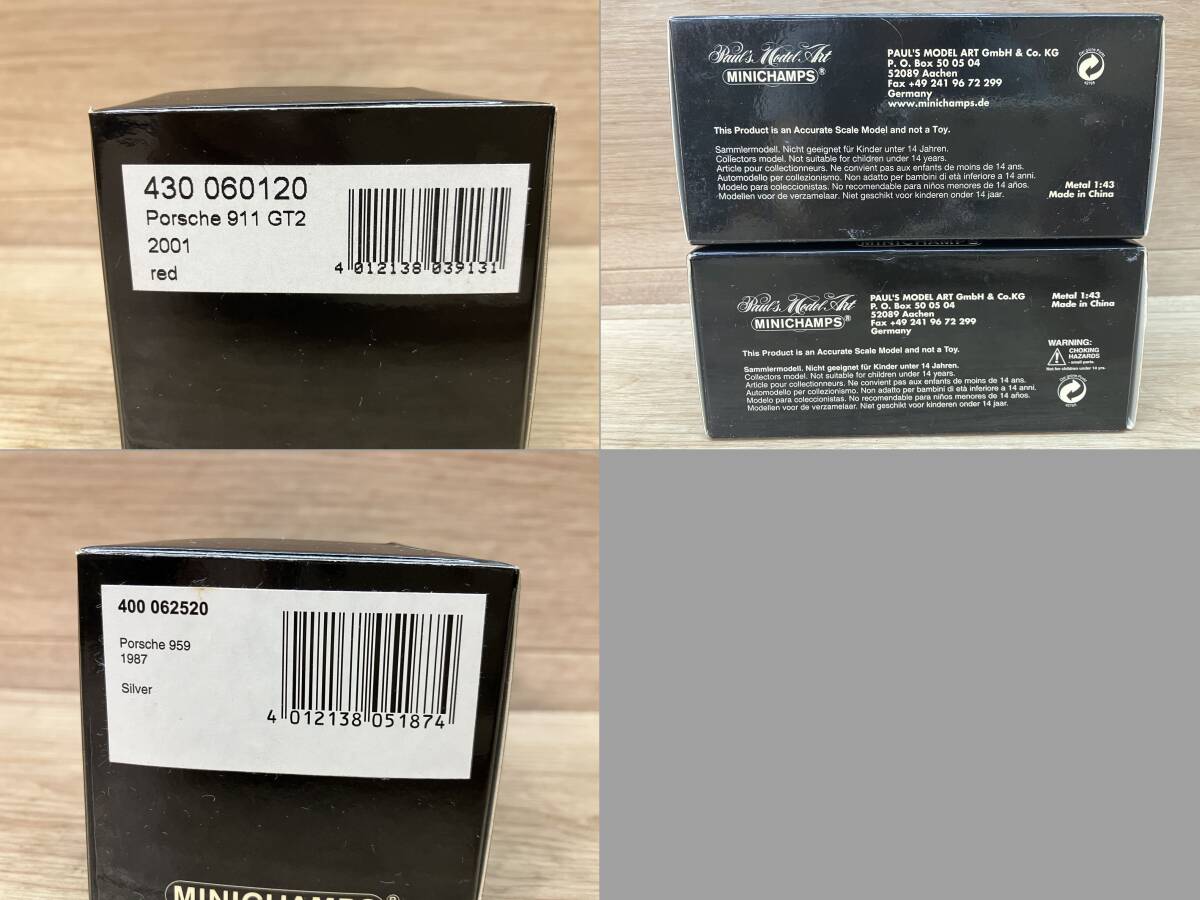 430 060120
Porsche 911 GT2
2001
red
4 012138 039131
Paul's Model Art
MINICHAMPS®
PAUL'S MODEL ART GmbH & Co. KG
P. O. Box 50 05 04
52089 Aachen
Fax +49 241 96 72 299
Germany
www.minichamps.de
This Product is an Accurate Scale Model and not a Toy.
Sammlermodell. Nicht geeignet für Kinder unter 14 Jahren.
Collectors model. Not suitable for children under 14 years.
Article pour collectionneurs. Ne convient pas aux enfants de moins de 14 ans.
Automodello per collezionismo. Non adatto per bambini di età inferiore a 14 anni.
Modelo para coleccionistas. No recomendable para niños menores de 14 años.
Modellen voor de verzamelaar. Niet geschikt voor kinderen onder 14 jaar.
Metal 1:43
Made in China
MINICHAMPS
Paul's Model Art
MINICHAMPS®
PAUL'S MODEL ART GmbH & Co.KG
P. O. Box 50 05 04
52089 Aachen
Fax +49 241 96 72 299
Germany
Metal 1:43
Made in China
This Product is an Accurate Scale Model and not a Toy.
Sammlermodell. Nicht geeignet für Kinder unter 14 Jahren.
Collectors model. Not suitable for children under 14 years.
Article pour collectionneurs. Ne convient pas aux enfants de moins de 14 ans.
Automodello per collezionismo. Non adatto per bambini di età inferiore a 14 anni.
Modelo para coleccionistas. No recomendable para niños menores de 14 años.
Modellen voor de verzamelaar. Niet geschikt voor kinderen onder 14 jaar.
WARNING:
CHOKING
HAZARDS
- small parts.
Not for children under 14 yrs.
400 062520
Porsche 959
1987
Silver
4 012138 051874
MINICHAMPS®